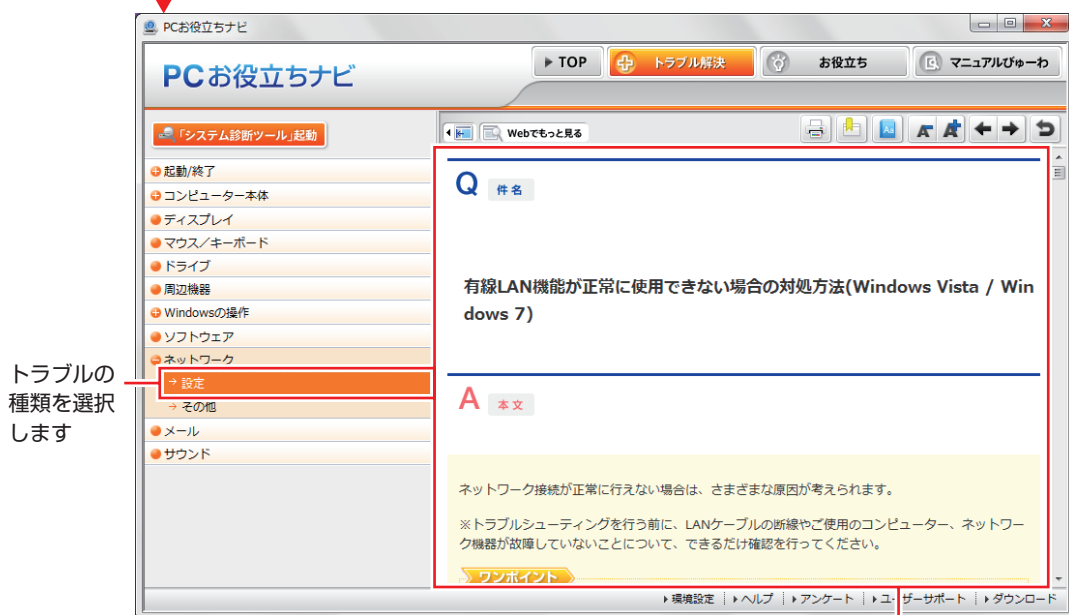 PCお役立ちナビ
PCお役立ちナビ
TOP
トラブル解決
お役立ち
マニュアルびゅーわ
「システム診断ツール」起動
Webでもっと見る
起動/終了
コンピューター本体
ディスプレイ
マウス／キーボード
ドライブ
周辺機器
Windowsの操作
ソフトウェア
ネットワーク
→ 設定
→ その他
メール
サウンド
トラブルの
種類を選択
します
Q 件名
有線LAN機能が正常に使用できない場合の対処方法(Windows Vista / Win
dows 7)
A 本文
ネットワーク接続が正常に行えない場合は、さまざまな原因が考えられます。
※トラブルシューティングを行う前に、LANケーブルの断線やご使用のコンピューター、ネットワー
ク機器が故障していないことについて、できるだけ確認を行ってください。
ワンポイント
環境設定 ヘルプ アンケート ユーザーサポート ダウンロード